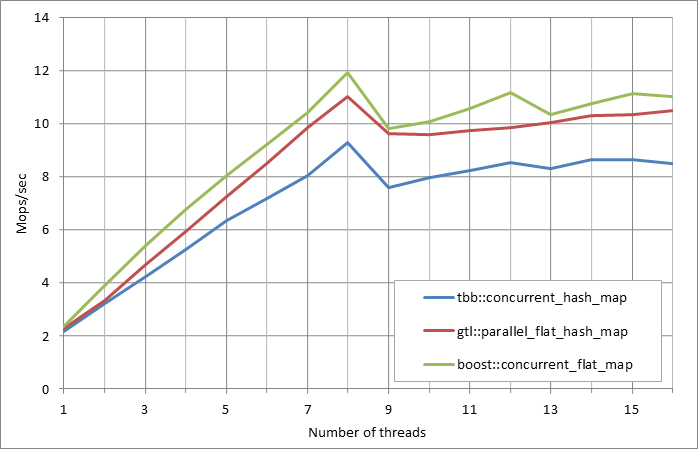 14
12
10
8
6
4
2
0
Mops/sec
tbb::concurrent_hash_map
gtl::parallel_flat_hash_map
boost::concurrent_flat_map
1 3 5 7 9 11 13 15
Number of threads